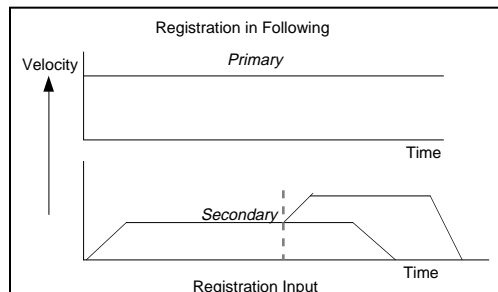 Registration in Following
Velocity
Primary
Time
Secondary
Time
Registration Input